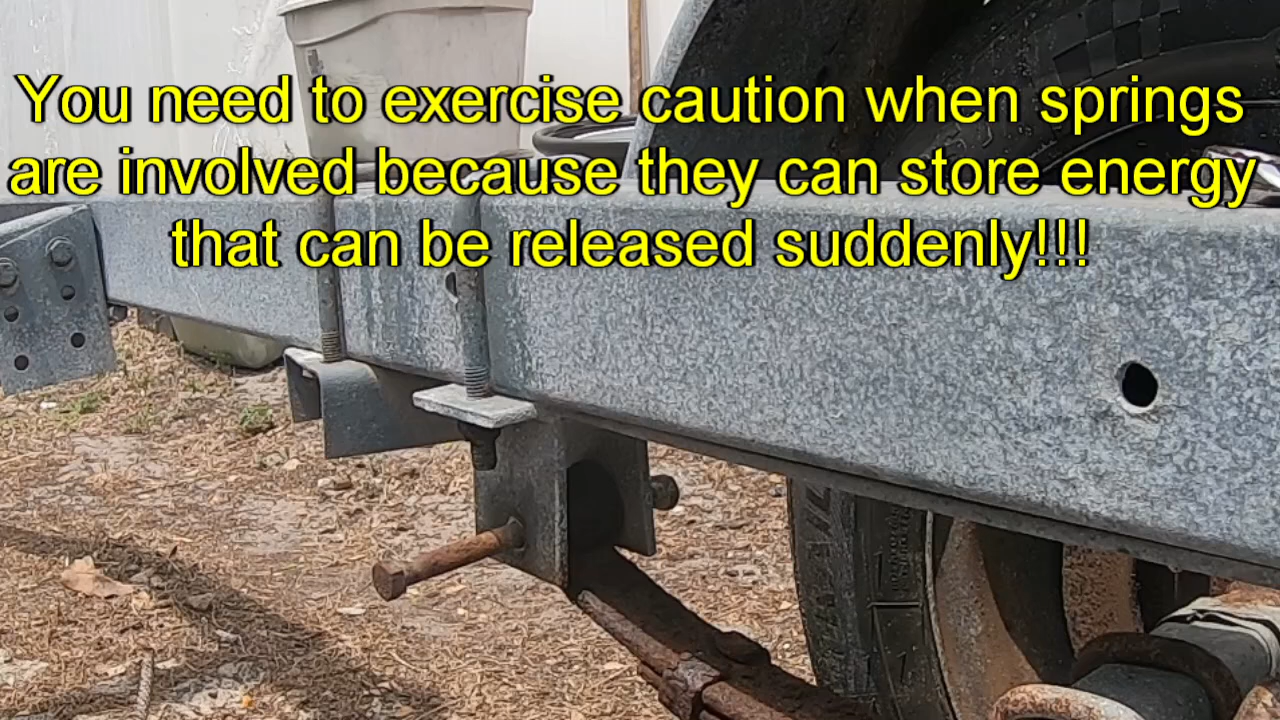 You need to exercise caution when springs
are involved because they can store energy
that can be released suddenly!!!